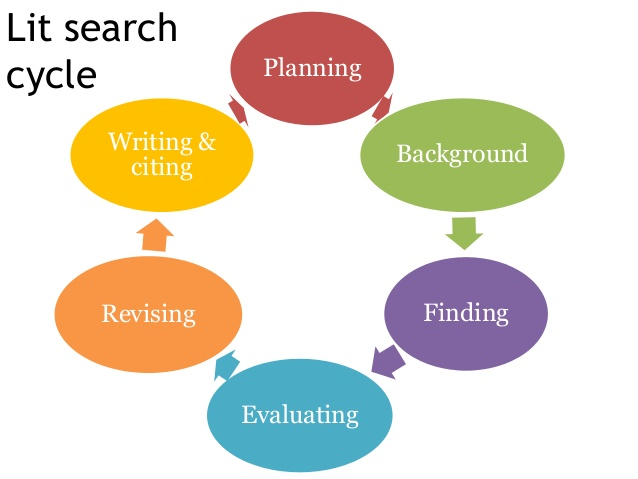 Lit search
cycle
Planning
Background
Finding
Evaluating
Revising
Writing &
citing